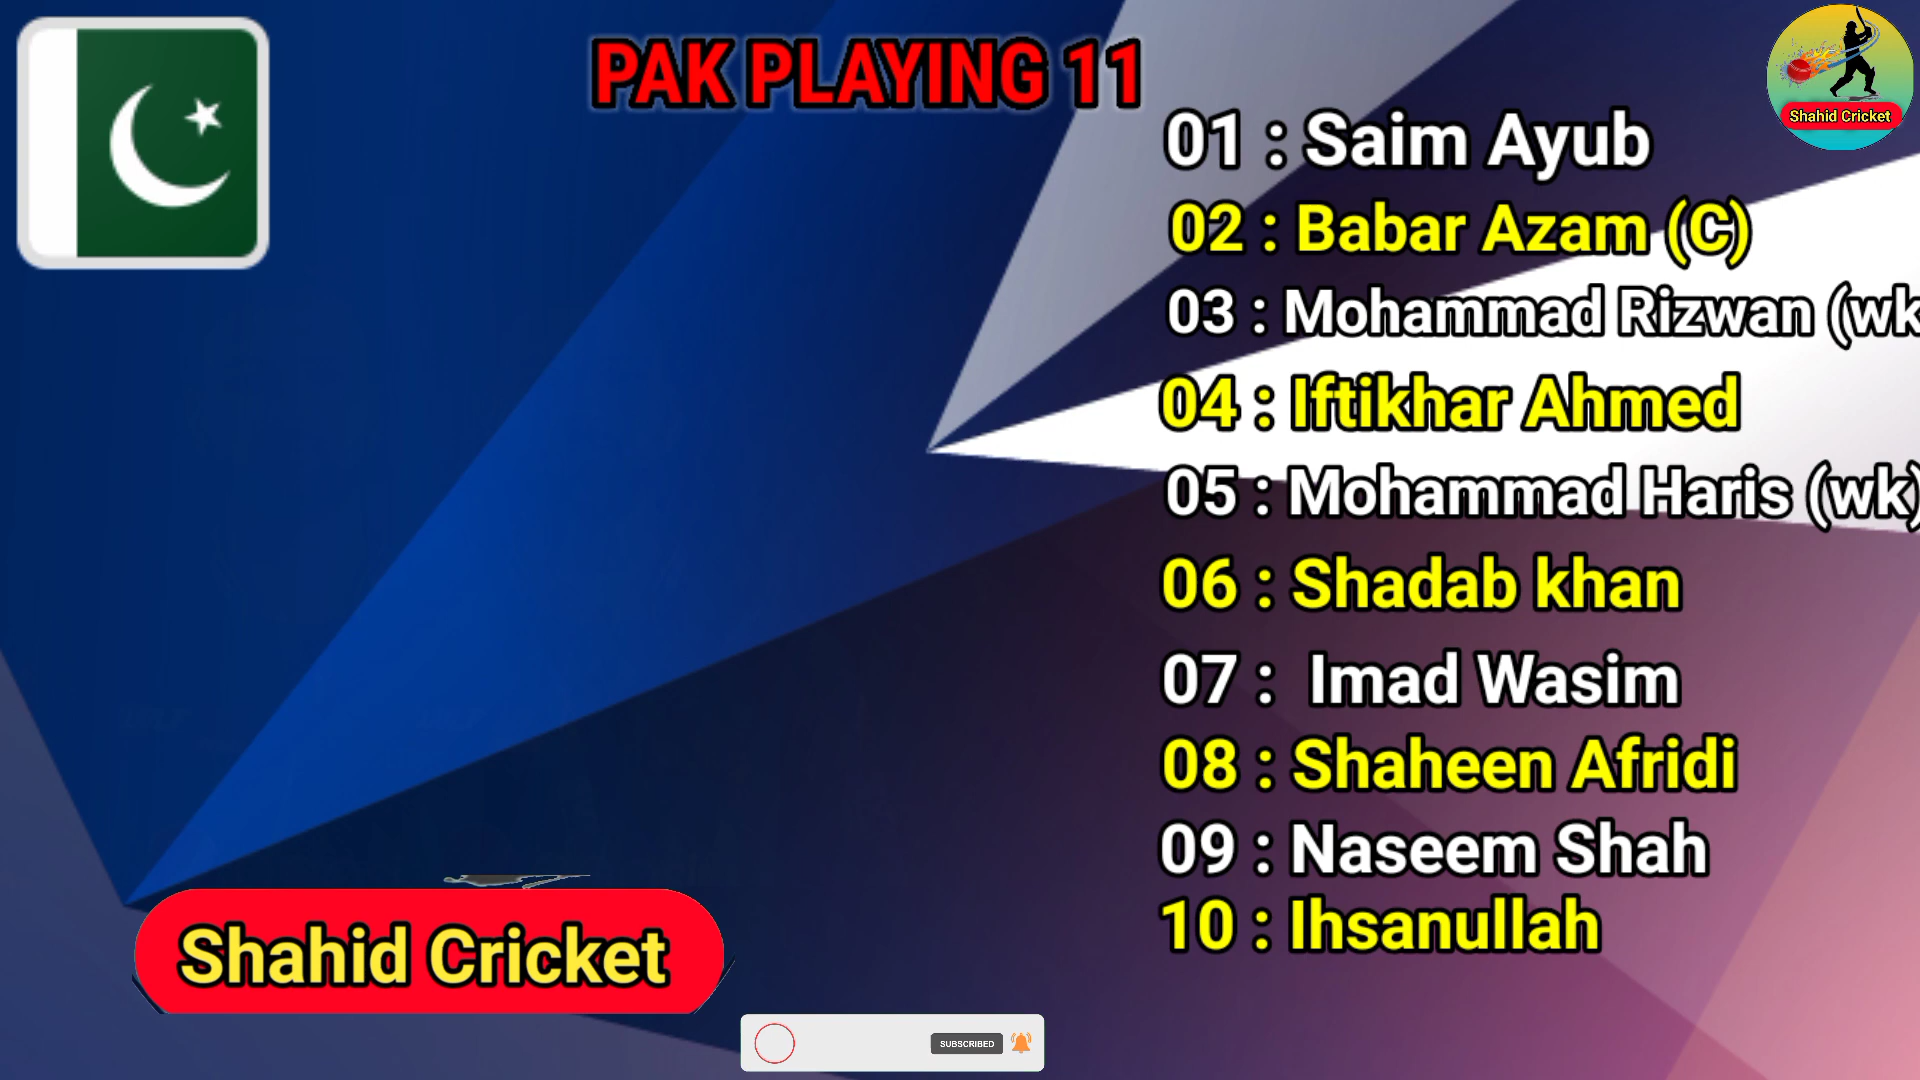 PAK PLAYING 11
Shahid Cricket
01 : Saim Ayub
02 : Babar Azam (C)
03 : Mohammad Rizwan (wk
04 : Iftikhar Ahmed
05 : Mohammad Haris (wk)
06 : Shadab khan
07 : Imad Wasim
08 : Shaheen Afridi
09 : Naseem Shah
10 : Ihsanullah
Shahid Cricket
SUBSCRIBED